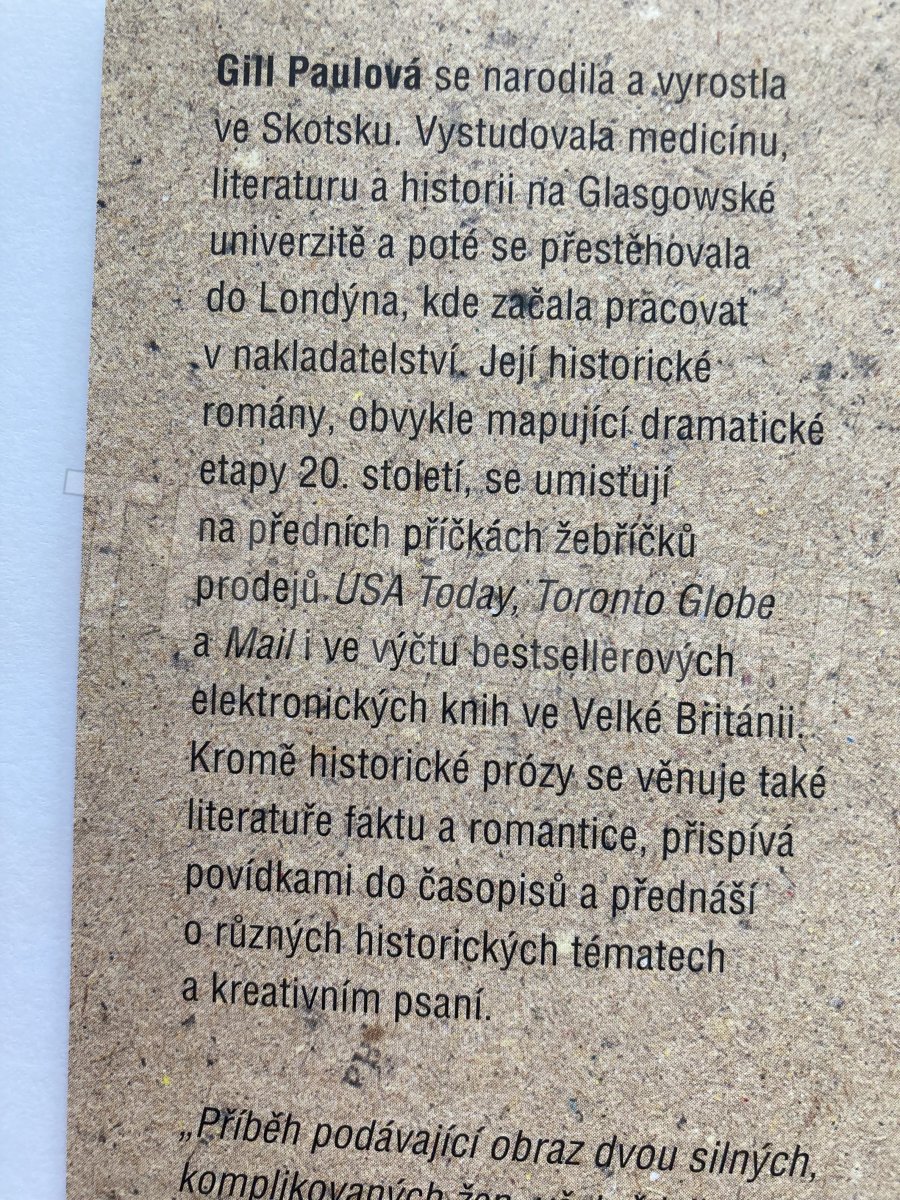 Gill Paulová se narodila a vyrostla
ve Skotsku. Vystudovala medicínu,
literaturu a historii na Glasgowské
univerzitě a poté se přestěhovala
do Londýna, kde začala pracovat
v nakladatelství. Její historické
romány, obvykle mapující dramatické
etapy 20. století, se umisťují
na předních příčkách žebříčků
prodejů USA Today, Toronto Globe
a Mail i ve výčtu bestsellerových
elektronických knih ve Velké Británii.
Kromě historické prózy se věnuje také
literatuře faktu a romantice, přispívá
povídkami do časopisů a přednáší
o různých historických tématech
a kreativním psaní.
„Příběh podávající obraz dvou silných,
komplikovaných žen